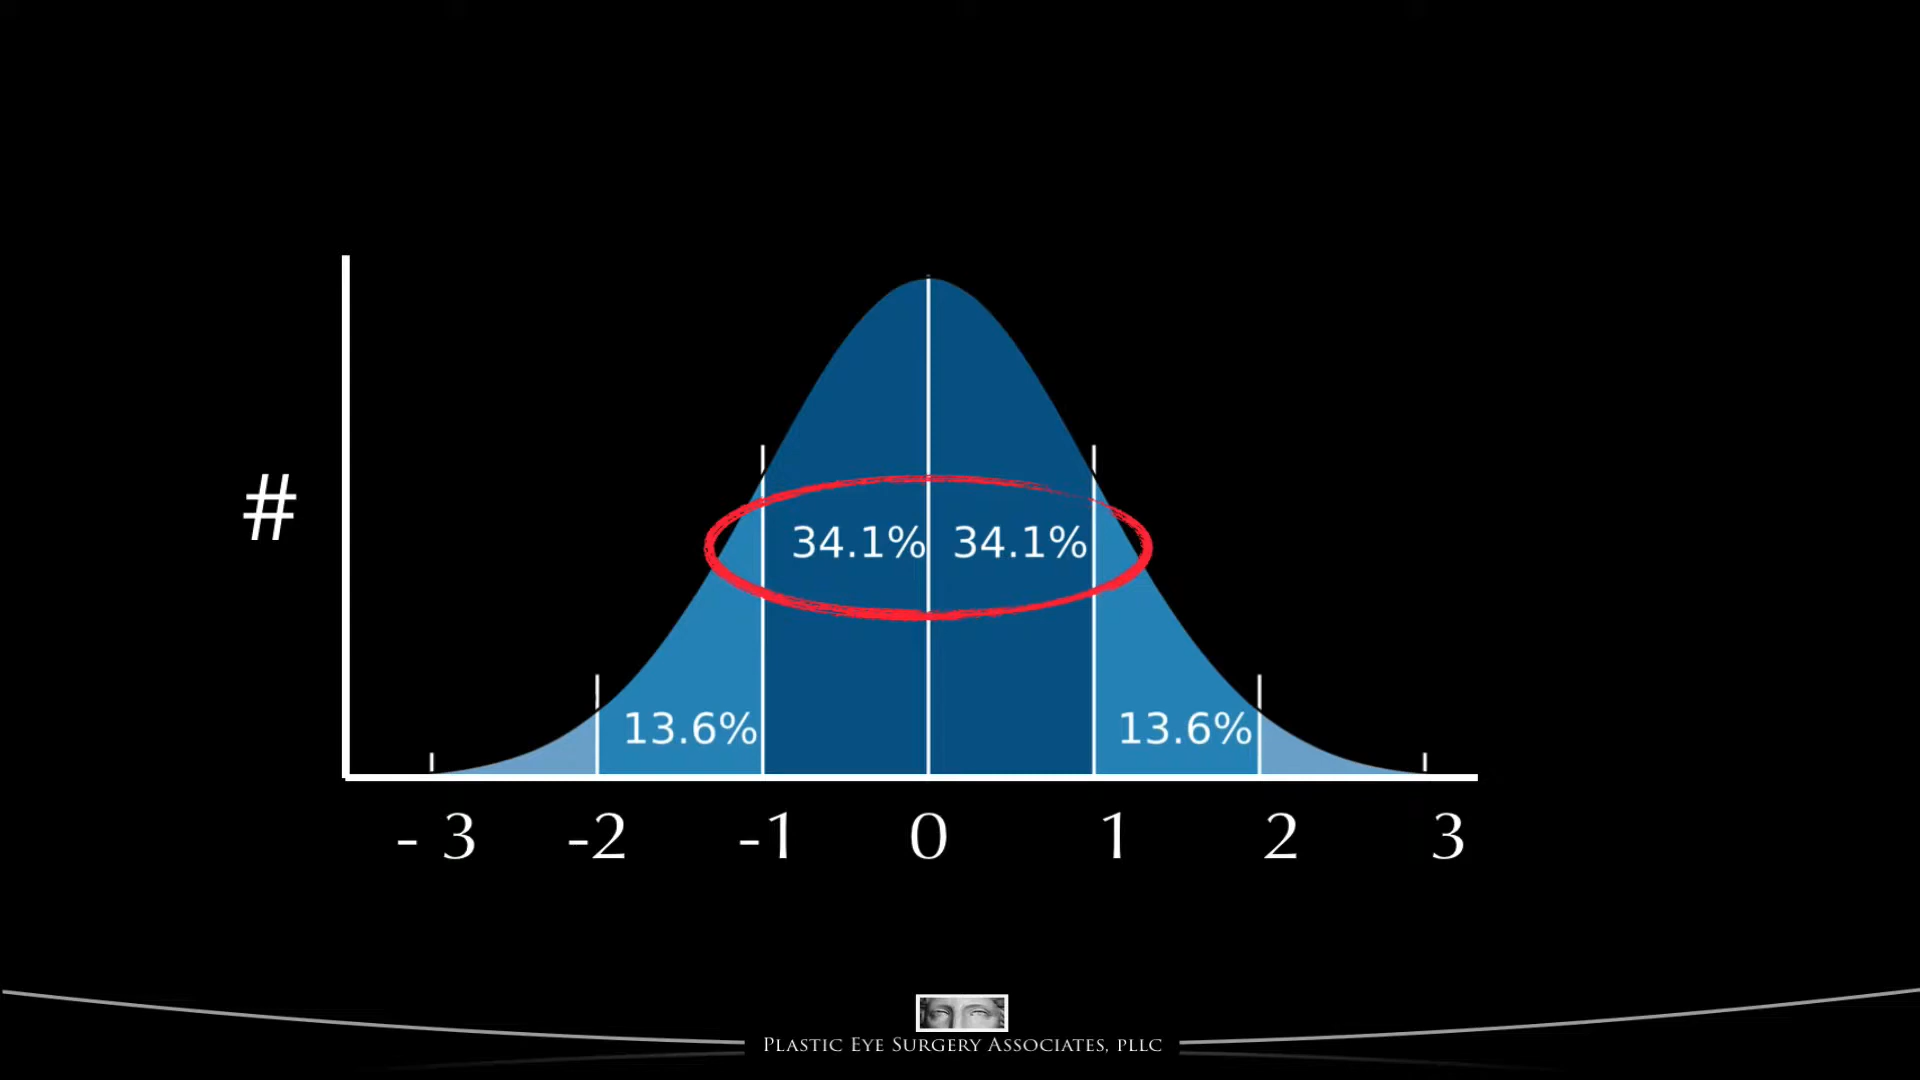 #
34.1% 34.1%
13.6% 13.6%
- 3 -2 -1 0 1 2 3
Plastic Eye Surgery Associates, pllc